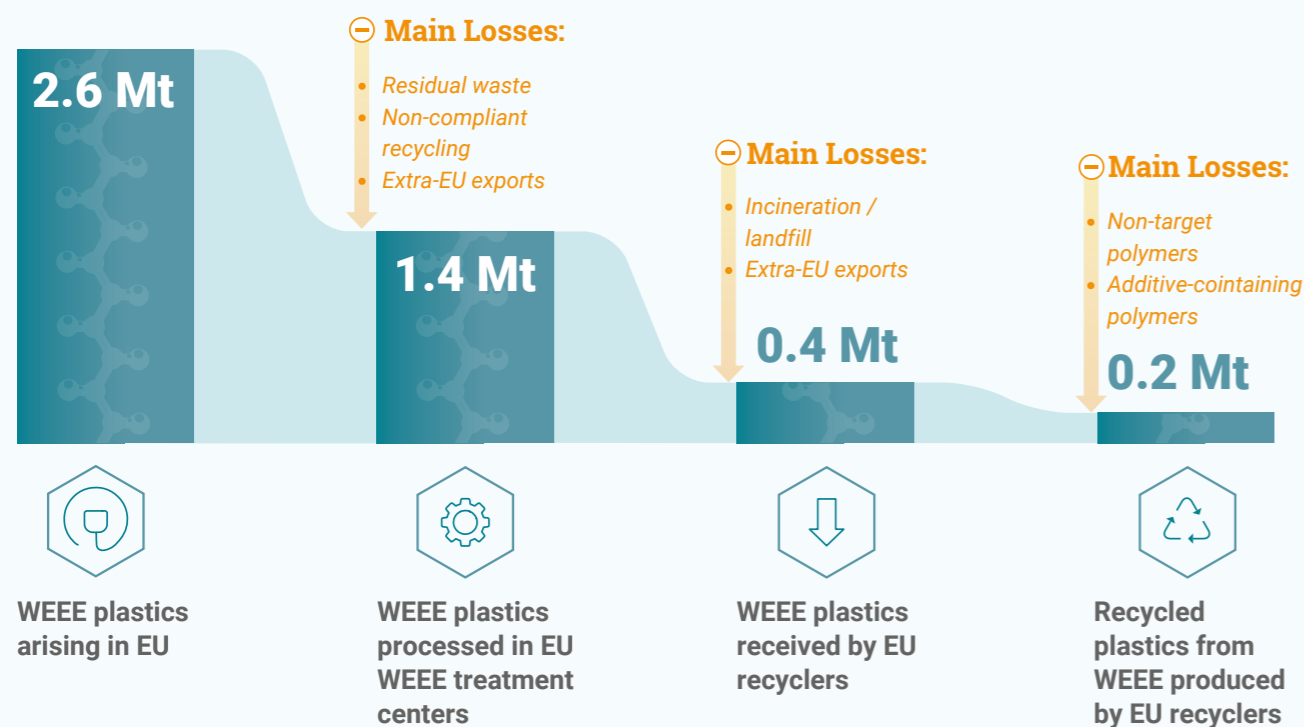 2.6 Mt
Main Losses:
• Residual waste
• Non-compliant
recycling
• Extra-EU exports
1.4 Mt
Main Losses:
• Incineration /
landfill
• Extra-EU exports
0.4 Mt
Main Losses:
• Non-target
polymers
• Additive-cointaining
polymers
0.2 Mt
WEEE plastics
arising in EU
WEEE plastics
processed in EU
WEEE treatment
centers
WEEE plastics
received by EU
recyclers
Recycled
plastics from
WEEE produced
by EU recyclers